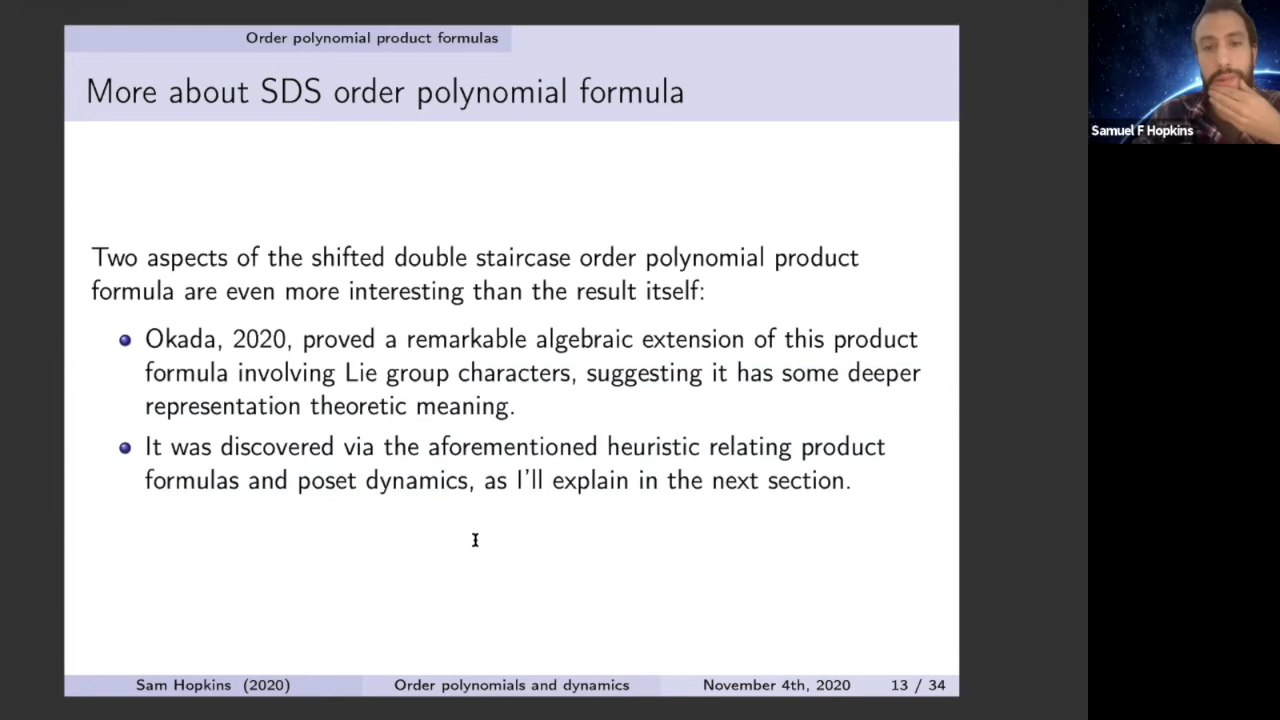 Order polynomial product formulas
More about SDS order polynomial formula
Samuel F Hopkins
Two aspects of the shifted double staircase order polynomial product
formula are even more interesting than the result itself:
Okada, 2020, proved a remarkable algebraic extension of this product
formula involving Lie group characters, suggesting it has some deeper
representation theoretic meaning.
It was discovered via the aforementioned heuristic relating product
formulas and poset dynamics, as I'll explain in the next section.
Sam Hopkins (2020) Order polynomials and dynamics November 4th, 2020 13 / 34